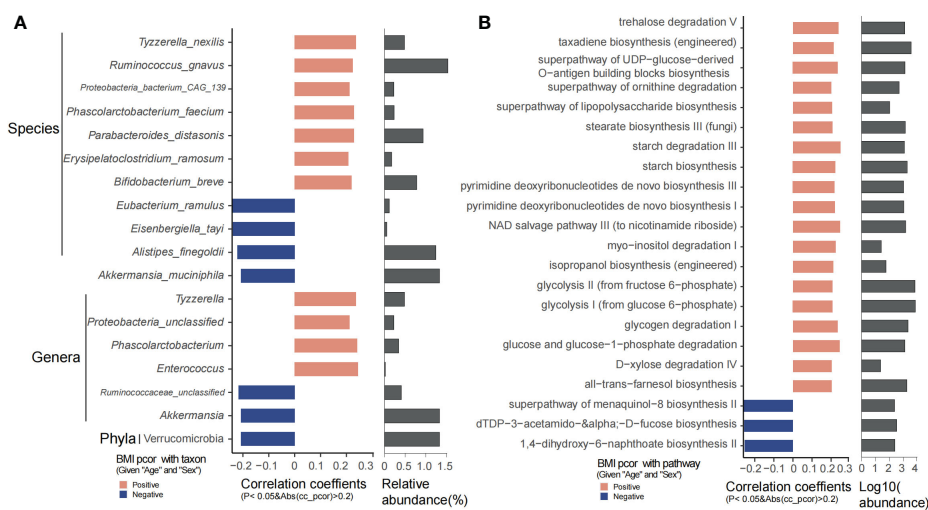 A
Species
Tyzzerella_nexilis
Ruminococcus_gnavus
Proteobacteria_bacterium_CAG_139
Phascolarctobacterium_faecium
Parabacteroides_distasonis
Erysipelatoclostridium_ramosum
Bifidobacterium_breve
Eubacterium_ramulus
Eisenbergiella_tayi
Alistipes_finegoldii
Akkermansia_muciniphila
Genera
Tyzzerella
Proteobacteria_unclassified
Phascolarctobacterium
Enterococcus
Ruminococcaceae_unclassified
Akkermansia
Phyla
Verrucomicrobia
−0.2 −0.1 0 0.1 0.2 0.3
0 0.5 1.0 1.5
BMI pcor with taxon
(Given "Age" and "Sex")
Positive
Negative
Correlation coeffients
(P< 0.05&Abs(cc_pcor)>0.2)
Relative
abundance(%)
B
trehalose degradation V
taxadiene biosynthesis (engineered)
superpathway of UDP−glucose−derived
O−antigen building blocks biosynthesis
superpathway of ornithine degradation
superpathway of lipopolysaccharide biosynthesis
stearate biosynthesis III (fungi)
starch degradation III
starch biosynthesis
pyrimidine deoxyribonucleotides de novo biosynthesis III
pyrimidine deoxyribonucleotides de novo biosynthesis I
NAD salvage pathway III (to nicotinamide riboside)
myo−inositol degradation I
isopropanol biosynthesis (engineered)
glycolysis II (from fructose 6−phosphate)
glycolysis I (from glucose 6−phosphate)
glycogen degradation I
glucose and glucose−1−phosphate degradation
D−xylose degradation IV
all−trans−farnesol biosynthesis
superpathway of menaquinol−8 biosynthesis II
dTDP−3−acetamido−&alpha;−D−fucose biosynthesis
1,4−dihydroxy−6−naphthoate biosynthesis II
−0.2 −0.1 0 0.1 0.2 0.3
0 1 2 3 4
BMI pcor with pathway
(Given "Age" and "Sex")
Positive
Negative
Correlation coeffients
(P< 0.05&Abs(cc_pcor)>0.2)
Log10(
abundance)